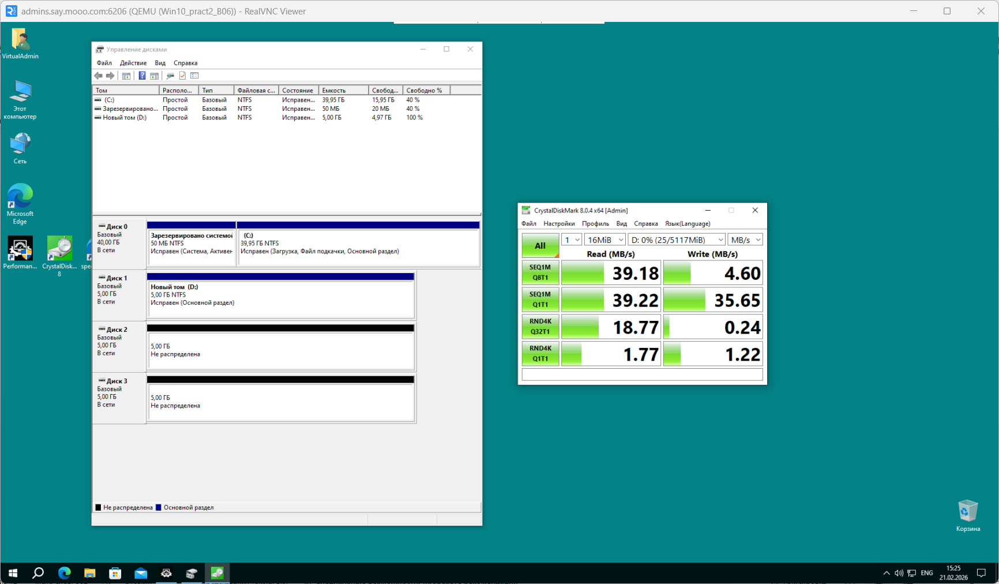 admins.say.mooo.com:6206 (QEMU (Win10_pract2_B06)) - RealVNC Viewer
VirtualAdmin
Этот
компьютер
Сеть
Microsoft
Edge
Performan...
CrystalDisk...
8
Управление дисками
Файл Действие Вид Справка
Том Располо... Тип Файловая с... Состояние Емкость Свобод... Свободно %
(C:) Простой Базовый NTFS Исправен... 39,95 ГБ 15,95 ГБ 40 %
Зарезервировано... Простой Базовый NTFS Исправен... 50 МБ 20 МБ 40 %
Новый том (D:) Простой Базовый NTFS Исправен... 5,00 ГБ 4,97 ГБ 100 %
Диск 0
Базовый
40,00 ГБ
В сети
Зарезервировано системой
50 МБ NTFS
Исправен (Система, Активен
(C:)
39,95 ГБ NTFS
Исправен (Загрузка, Файл подкачки, Основной раздел)
Диск 1
Базовый
5,00 ГБ
В сети
Новый том (D:)
5,00 ГБ NTFS
Исправен (Основной раздел)
Диск 2
Базовый
5,00 ГБ
В сети
5,00 ГБ
Не распределена
Диск 3
Базовый
5,00 ГБ
В сети
5,00 ГБ
Не распределена
Не распределена Основной раздел
CrystalDiskMark 8.0.4 x64 [Admin]
Файл Настройки Профиль Вид Справка Язык(Language)
All 1 16MiB D: 0% (25/5117MiB) MB/s
Read (MB/s) Write (MB/s)
SEQ1M
Q8T1
39.18 4.60
SEQ1M
Q1T1
39.22 35.65
RND4K
Q32T1
18.77 0.24
RND4K
Q1T1
1.77 1.22
Корзина
ENG
15:25
21.02.2026